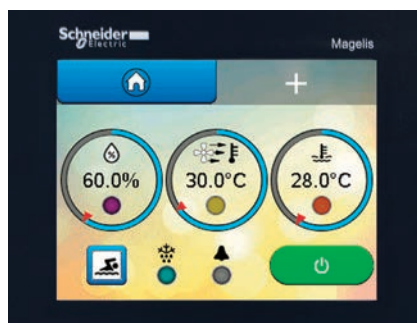 Schneider
Electric
Magelis
+
%
60.0% 30.0°C 28.0°C